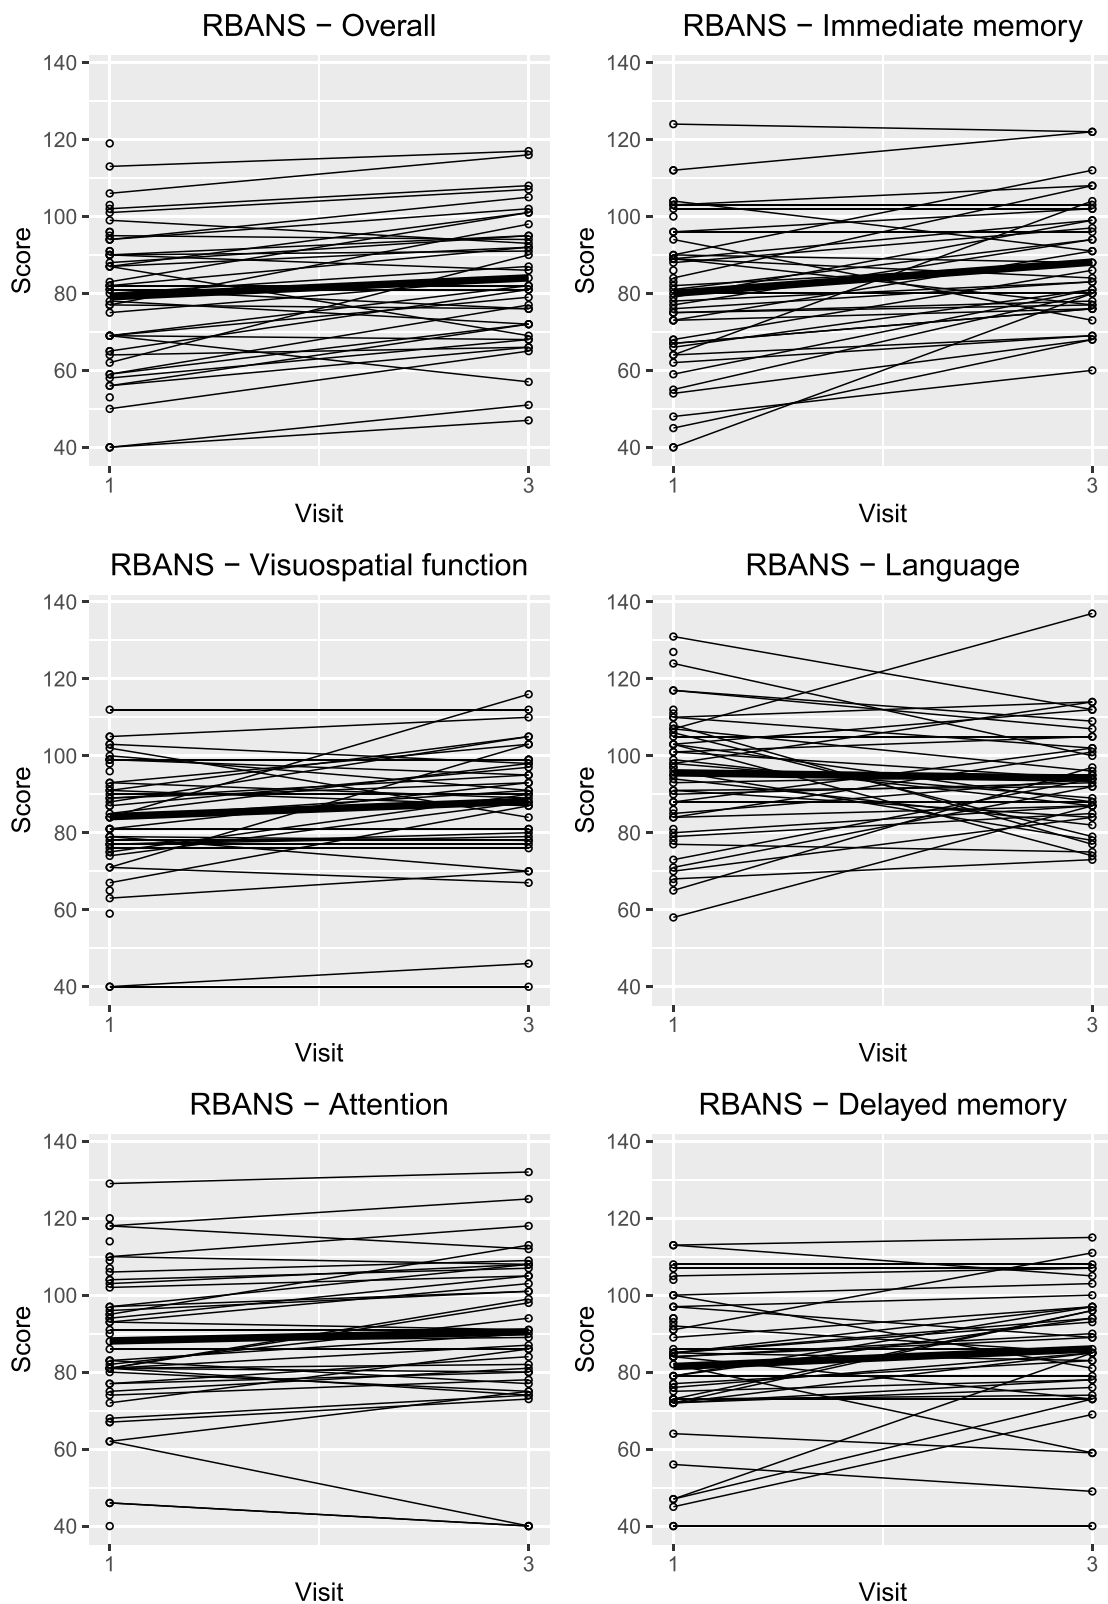 RBANS − Overall
140
120
100
80
60
40
Score
1
3
Visit
RBANS − Immediate memory
140
120
100
80
60
40
Score
1
3
Visit
RBANS − Visuospatial function
140
120
100
80
60
40
Score
1
3
Visit
RBANS − Language
140
120
100
80
60
40
Score
1
3
Visit
RBANS − Attention
140
120
100
80
60
40
Score
1
3
Visit
RBANS − Delayed memory
140
120
100
80
60
40
Score
1
3
Visit